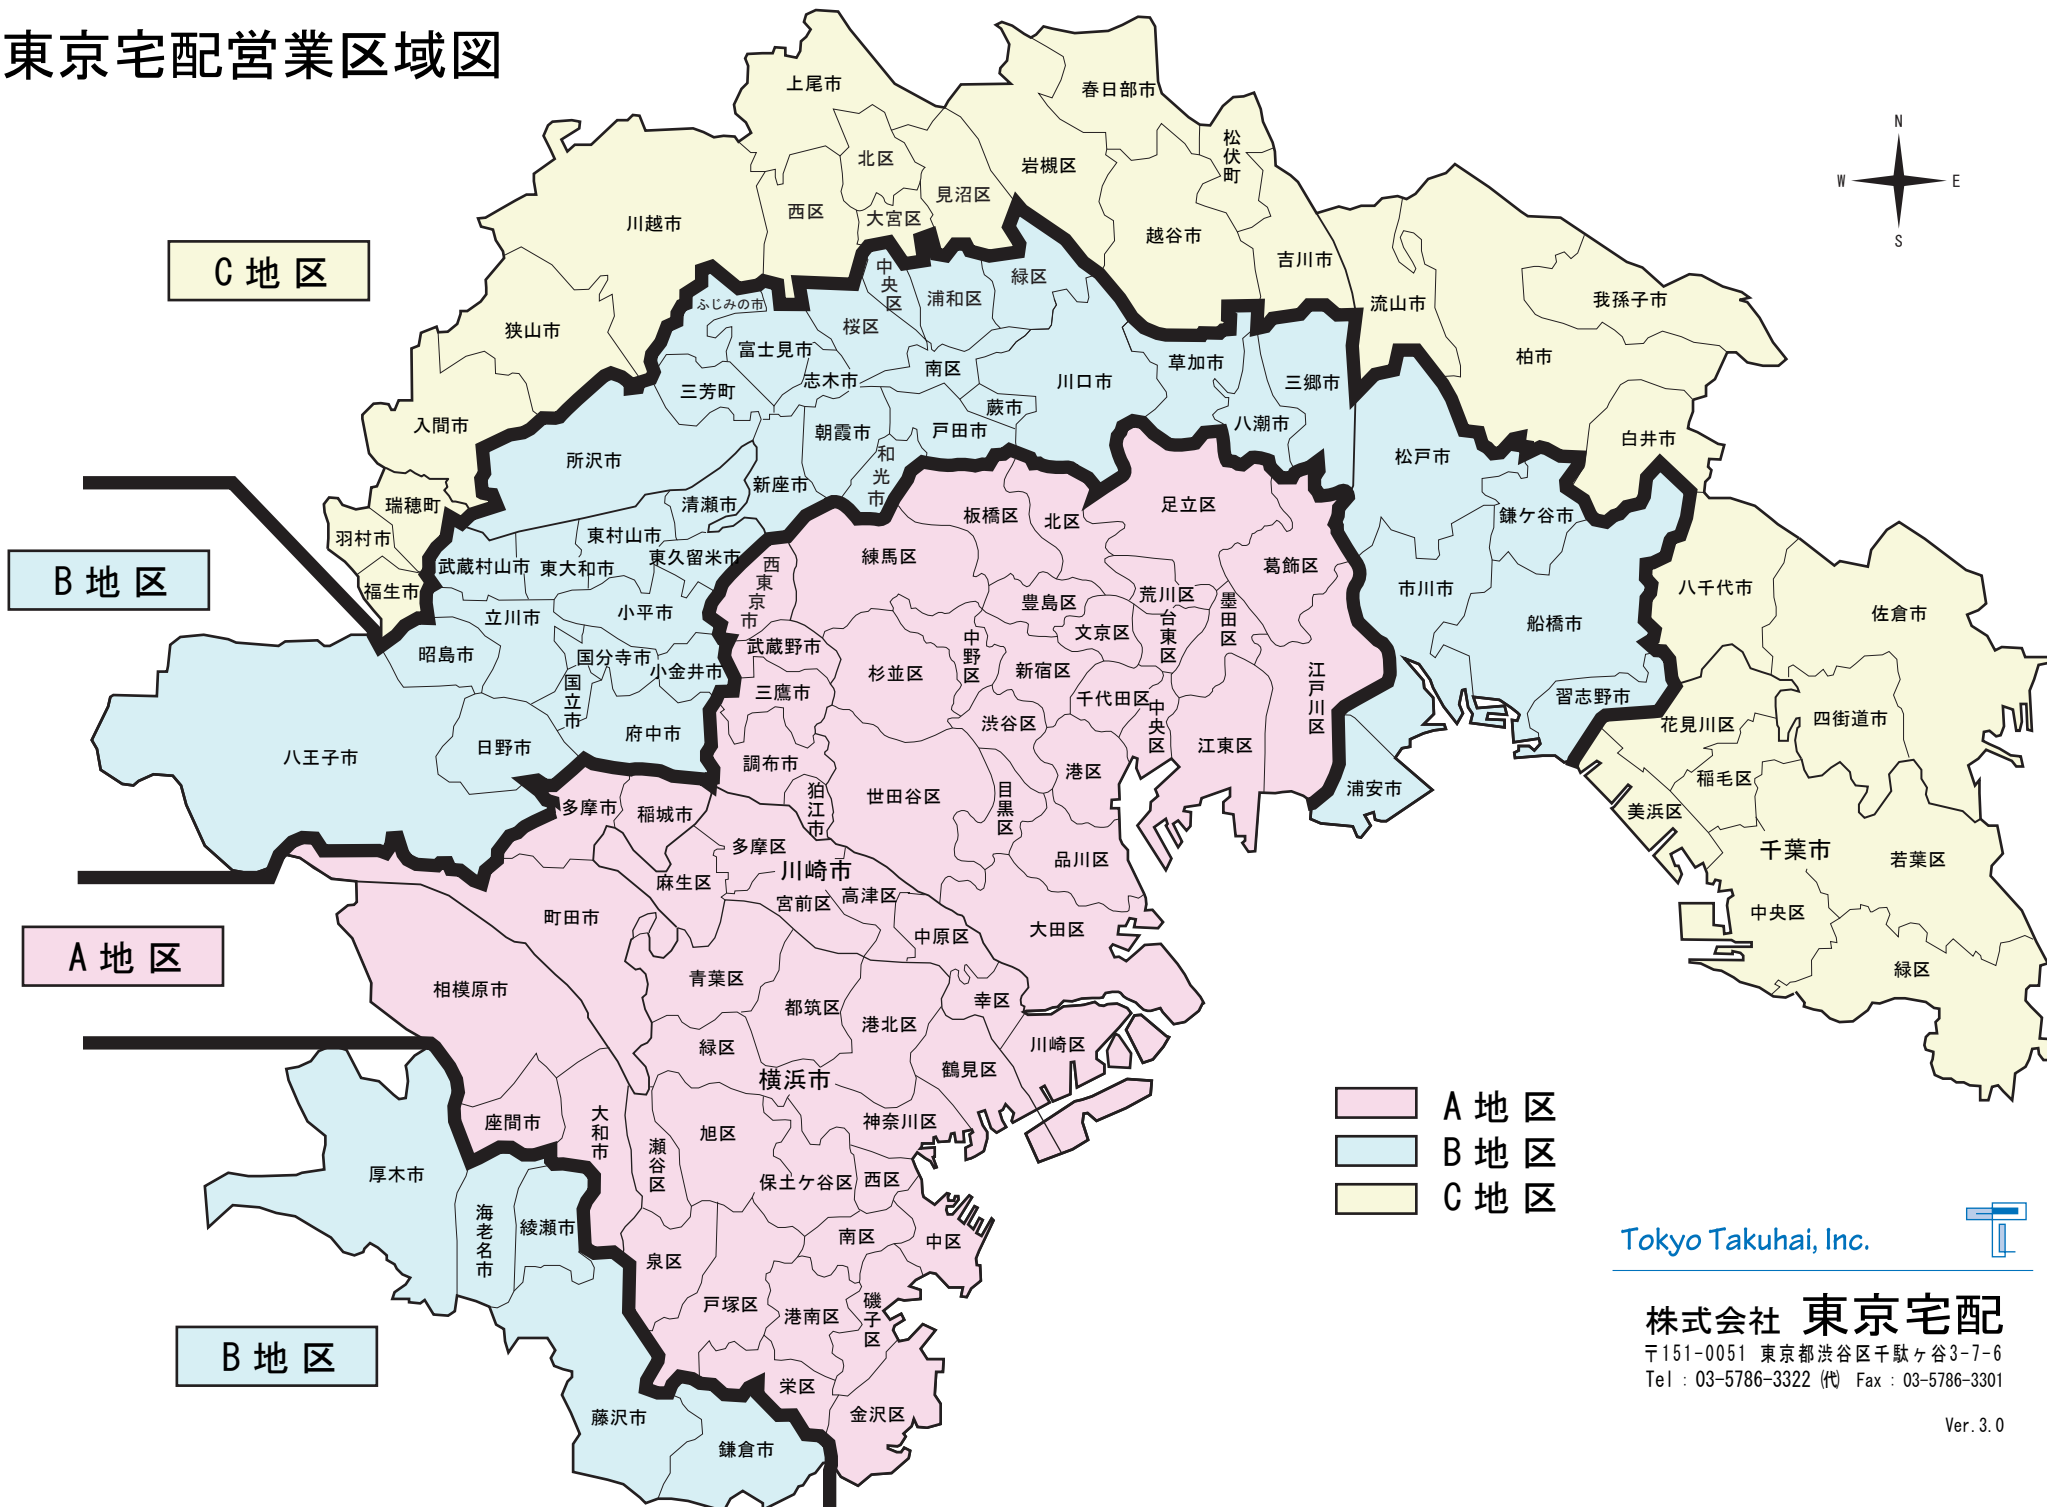 東京宅配営業区域図
N
W
E
S
上尾市
春日部市
松伏町
北区
岩槻区
見沼区
西区
大宮区
川越市
越谷市
吉川市
C地区
中央区
緑区
浦和区
ふじみの市
桜区
流山市
我孫子市
狭山市
富士見市
志木市
南区
草加市
柏市
三芳町
川口市
三郷市
蕨市
入間市
朝霞市
戸田市
八潮市
白井市
所沢市
和光市
松戸市
新座市
清瀬市
瑞穂町
足立区
板橋区
北区
鎌ケ谷市
羽村市
東村山市
東久留米市
練馬区
武蔵村山市
東大和市
西東京市
葛飾区
B地区
福生市
豊島区
荒川区
墨田区
市川市
八千代市
立川市
小平市
文京区
台東区
船橋市
佐倉市
昭島市
国分寺市
武蔵野市
中野区
小金井市
杉並区
新宿区
国立市
三鷹市
千代田区
江戸川区
習志野市
渋谷区
中央区
花見川区
四街道市
府中市
日野市
江東区
八王子市
調布市
港区
稲毛区
狛江市
世田谷区
目黒区
浦安市
多摩市
稲城市
美浜区
多摩区
川崎市
品川区
千葉市
若葉区
麻生区
高津区
宮前区
町田市
中原区
大田区
中央区
A地区
青葉区
緑区
相模原市
都筑区
幸区
港北区
緑区
川崎区
鶴見区
横浜市
座間市
大和市
旭区
神奈川区
瀬谷区
A地区
B地区
C地区
厚木市
保土ケ谷区
西区
海老名市
綾瀬市
南区
中区
泉区
Tokyo Takuhai, Inc.
戸塚区
港南区
磯子区
B地区
株式会社 東京宅配
〒151-0051 東京都渋谷区千駄ヶ谷3-7-6
Tel : 03-5786-3322 ㈹ Fax : 03-5786-3301
栄区
金沢区
藤沢市
鎌倉市
Ver.3.0